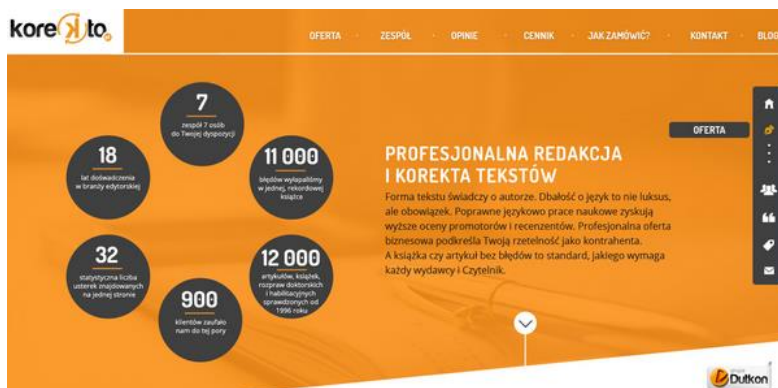 korekto
OFERTA · ZESPÓŁ · OPINIE · CENNIK · JAK ZAMÓWIĆ? · KONTAKT · BLOG
7
zespół 7 osób
do Twojej dyspozycji
18
lat doświadczenia
w branży edytorskiej
11 000
błędów wyłapaliśmy
w jednej, rekordowej
książce
32
statystyczna liczba
usterek znajdowanych
na jednej stronie
12 000
artykułów, książek,
rozpraw doktorskich
i habilitacyjnych
sprawdzonych od
1996 roku
900
klientów zaufało
nam do tej pory
OFERTA
PROFESJONALNA REDAKCJA
I KOREKTA TEKSTÓW
Forma tekstu świadczy o autorze. Dbałość o język to nie luksus,
ale obowiązek. Poprawne językowo prace naukowe zyskują
wyższe oceny promotorów i recenzentów. Profesjonalna oferta
biznesowa podkreśla Twoją rzetelność jako kontrahenta.
A książka czy artykuł bez błędów to standard, jakiego wymaga
każdy wydawcy i Czytelnik.
Dutkon